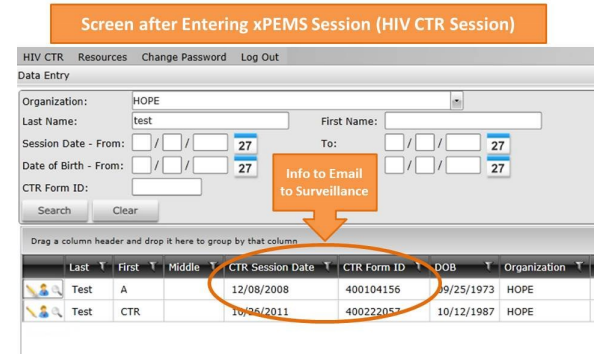 Screen after Entering xPEMS Session (HIV CTR Session)
HIV CTR Resources Change Password Log Out
Data Entry
Organization: HOPE
Last Name: test First Name:
Session Date - From: / / 27 To: / / 27
Date of Birth - From: / / 27 / / 27
Info to Email
to Surveillance
CTR Form ID:
Search Clear
Drag a column header and drop it here to group by that column
Last First Middle CTR Session Date CTR Form ID DOB Organization
Test A 12/08/2008 400104156 09/25/1973 HOPE
Test CTR 10/26/2011 400222057 10/12/1987 HOPE